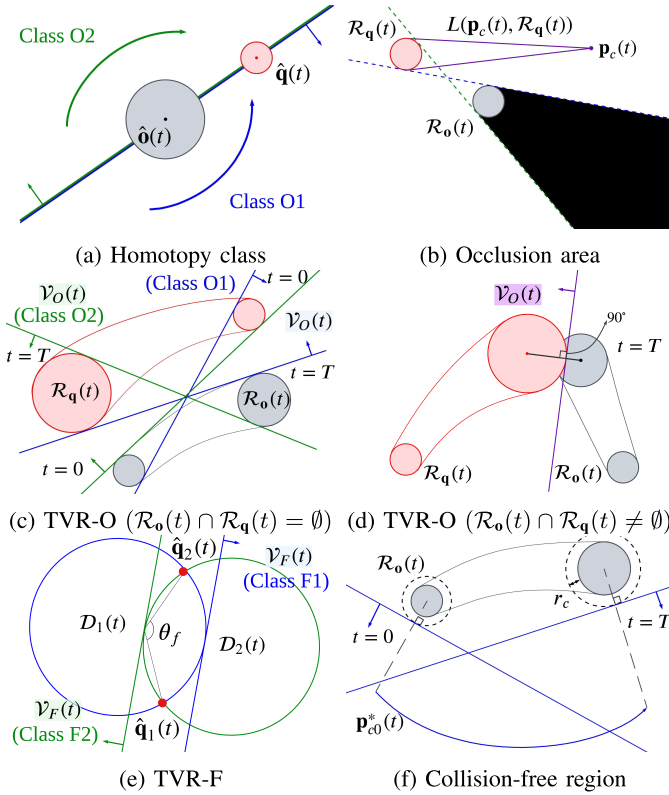 Class O2
q̂(t)
ô(t)
Class O1
(a) Homotopy class
L(p_c(t), R_q(t))
R_q(t)
p_c(t)
R_o(t)
(b) Occlusion area
V_O(t)
(Class O2)
(Class O1)
t = 0
V_O(t)
t = T
t = T
R_q(t)
R_o(t)
t = 0
(c) TVR-O (R_o(t) ∩ R_q(t) = ∅)
V_O(t)
90°
t = T
R_q(t)
R_o(t)
(d) TVR-O (R_o(t) ∩ R_q(t) ≠ ∅)
q̂_2(t)
V_F(t)
(Class F1)
D_1(t)
θ_f
D_2(t)
V_F(t)
(Class F2)
q̂_1(t)
(e) TVR-F
R_o(t)
r_c
t = 0
t = T
p*_{c0}(t)
(f) Collision-free region